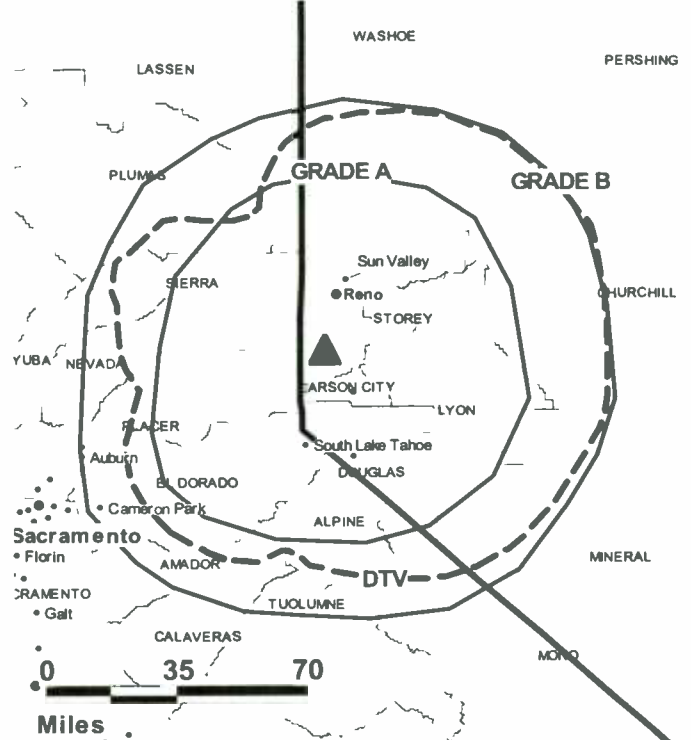 WASHOE
PERSHING
LASSEN
GRADE A
PLUMAS
GRADE B
Sun Valley
SIERRA
Reno
CHURCHILL
STOREY
YUBA
NEVADA
CARSON CITY
LYON
PLACER
South Lake Tahoe
Auburn
DOUGLAS
EL DORADO
Cameron Park
ALPINE
Sacramento
Florin
MINERAL
AMADOR
DTV
CRAMENTO
TUOLUMNE
Galt
CALAVERAS
MONO
0 35 70
Miles